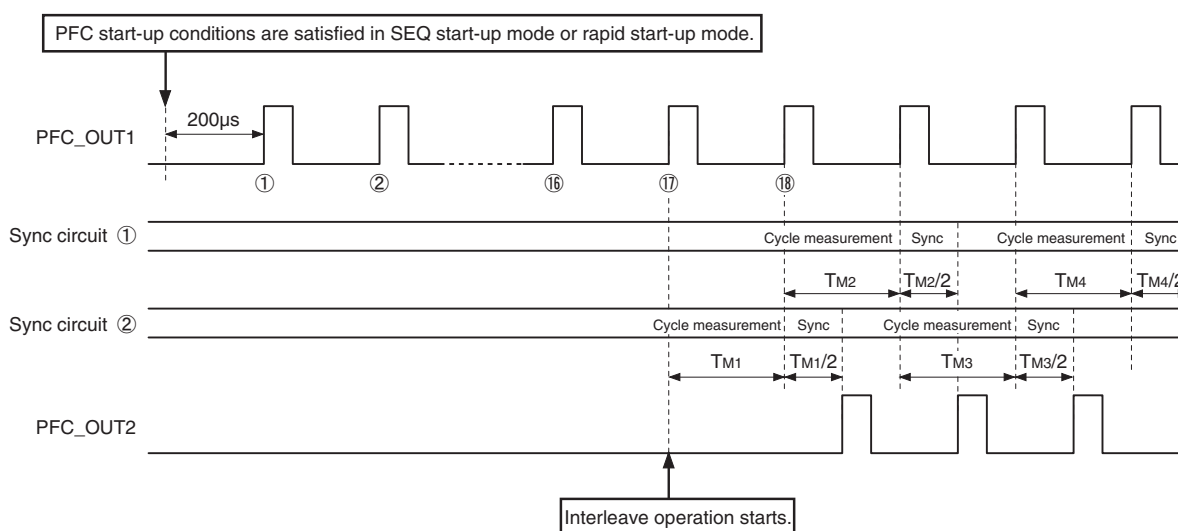 PFC start-up conditions are satisfied in SEQ start-up mode or rapid start-up mode.
200µs
PFC_OUT1
① ② ⑯ ⑰ ⑱
Sync circuit ① Cycle measurement Sync Cycle measurement Sync
TM2 TM2/2 TM4 TM4/2
Sync circuit ② Cycle measurement Sync Cycle measurement Sync
TM1 TM1/2 TM3 TM3/2
PFC_OUT2
Interleave operation starts.